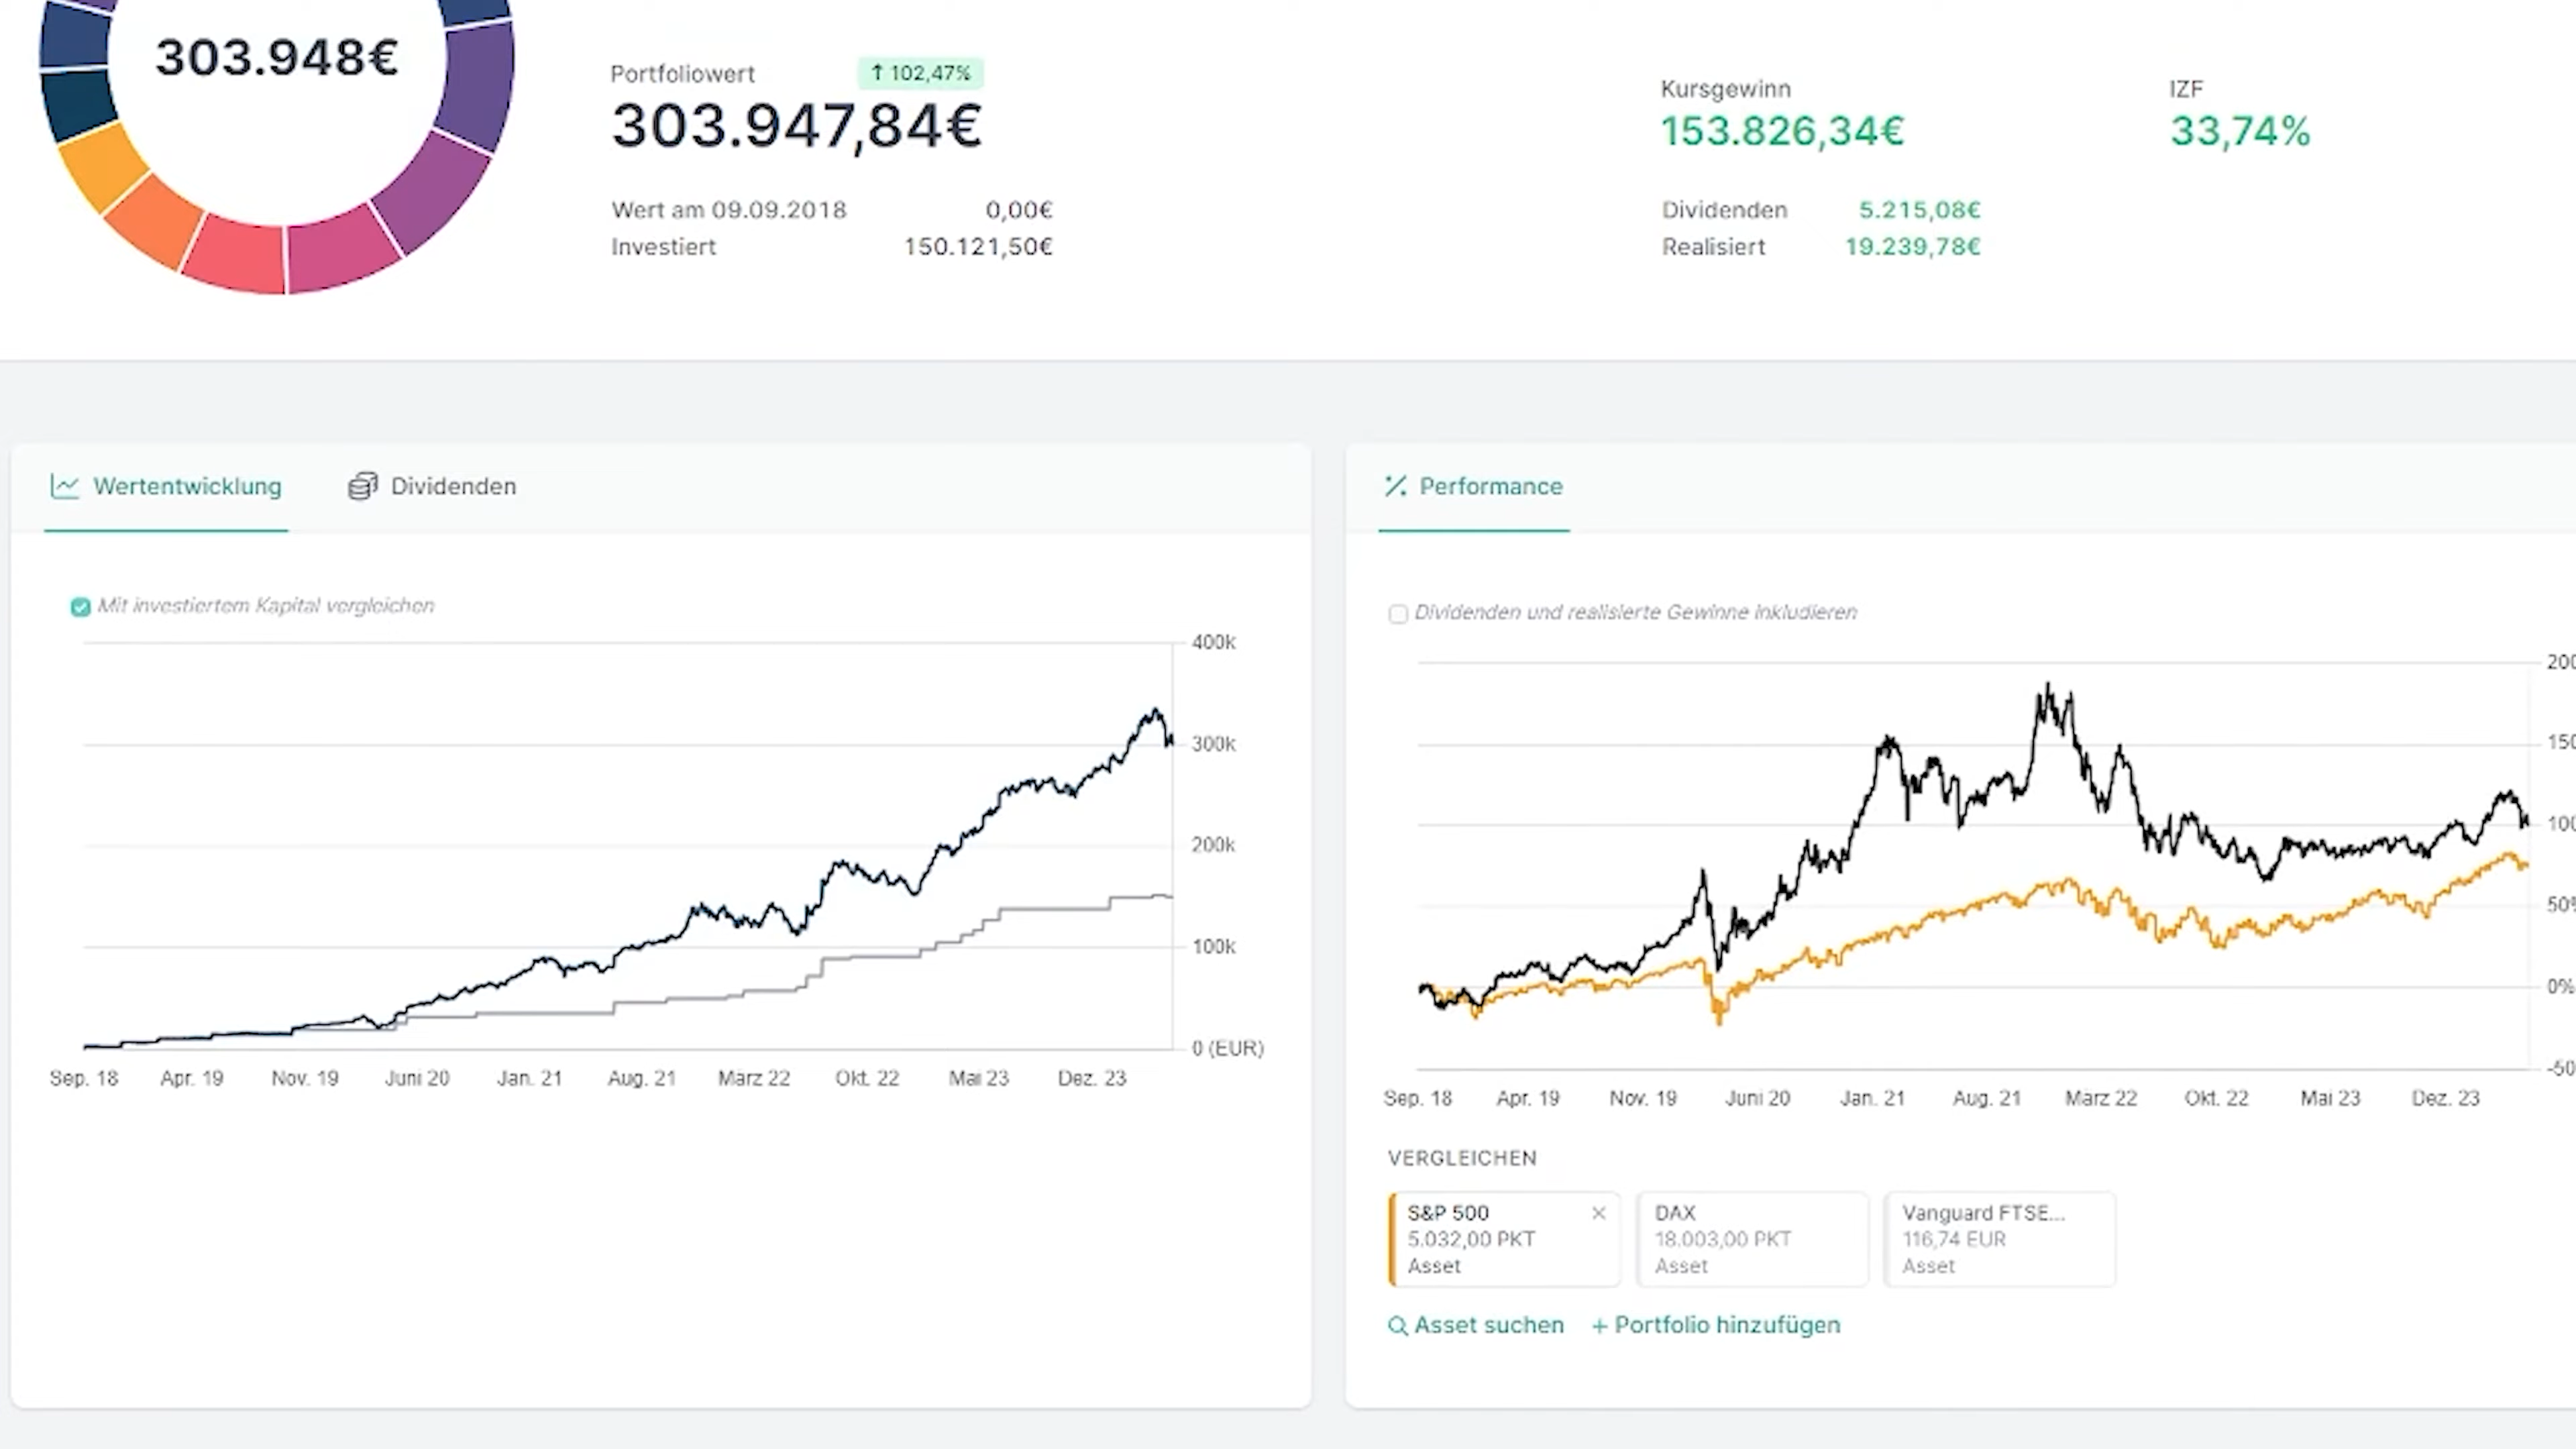 303.948€
Portfoliowert
↑ 102,47%
303.947,84€
Wert am 09.09.2018 0,00€
Investiert 150.121,50€
Kursgewinn
153.826,34€
Dividenden 5.215,08€
Realisiert 19.239,78€
IZF
33,74%
Wertentwicklung Dividenden
Mit investiertem Kapital vergleichen
400k
300k
200k
100k
0 (EUR)
Sep. 18 Apr. 19 Nov. 19 Juni 20 Jan. 21 Aug. 21 März 22 Okt. 22 Mai 23 Dez. 23
Performance
Dividenden und realisierte Gewinne inkludieren
200
150
100
50%
0%
-50
Sep. 18 Apr. 19 Nov. 19 Juni 20 Jan. 21 Aug. 21 März 22 Okt. 22 Mai 23 Dez. 23
VERGLEICHEN
S&P 500
5.032,00 PKT
Asset
DAX
18.003,00 PKT
Asset
Vanguard FTSE...
116,74 EUR
Asset
Asset suchen + Portfolio hinzufügen